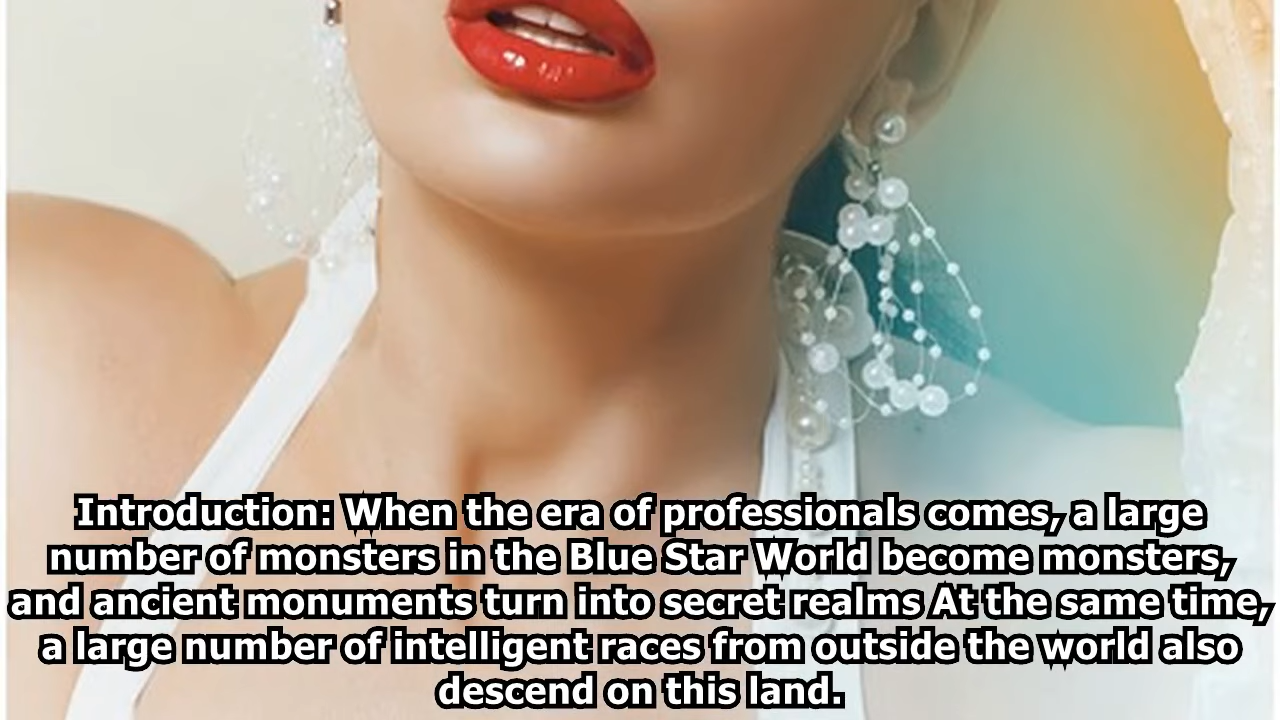 Introduction: When the era of professionals comes, a large
number of monsters in the Blue Star World become monsters,
and ancient monuments turn into secret realms At the same time,
a large number of intelligent races from outside the world also
descend on this land.